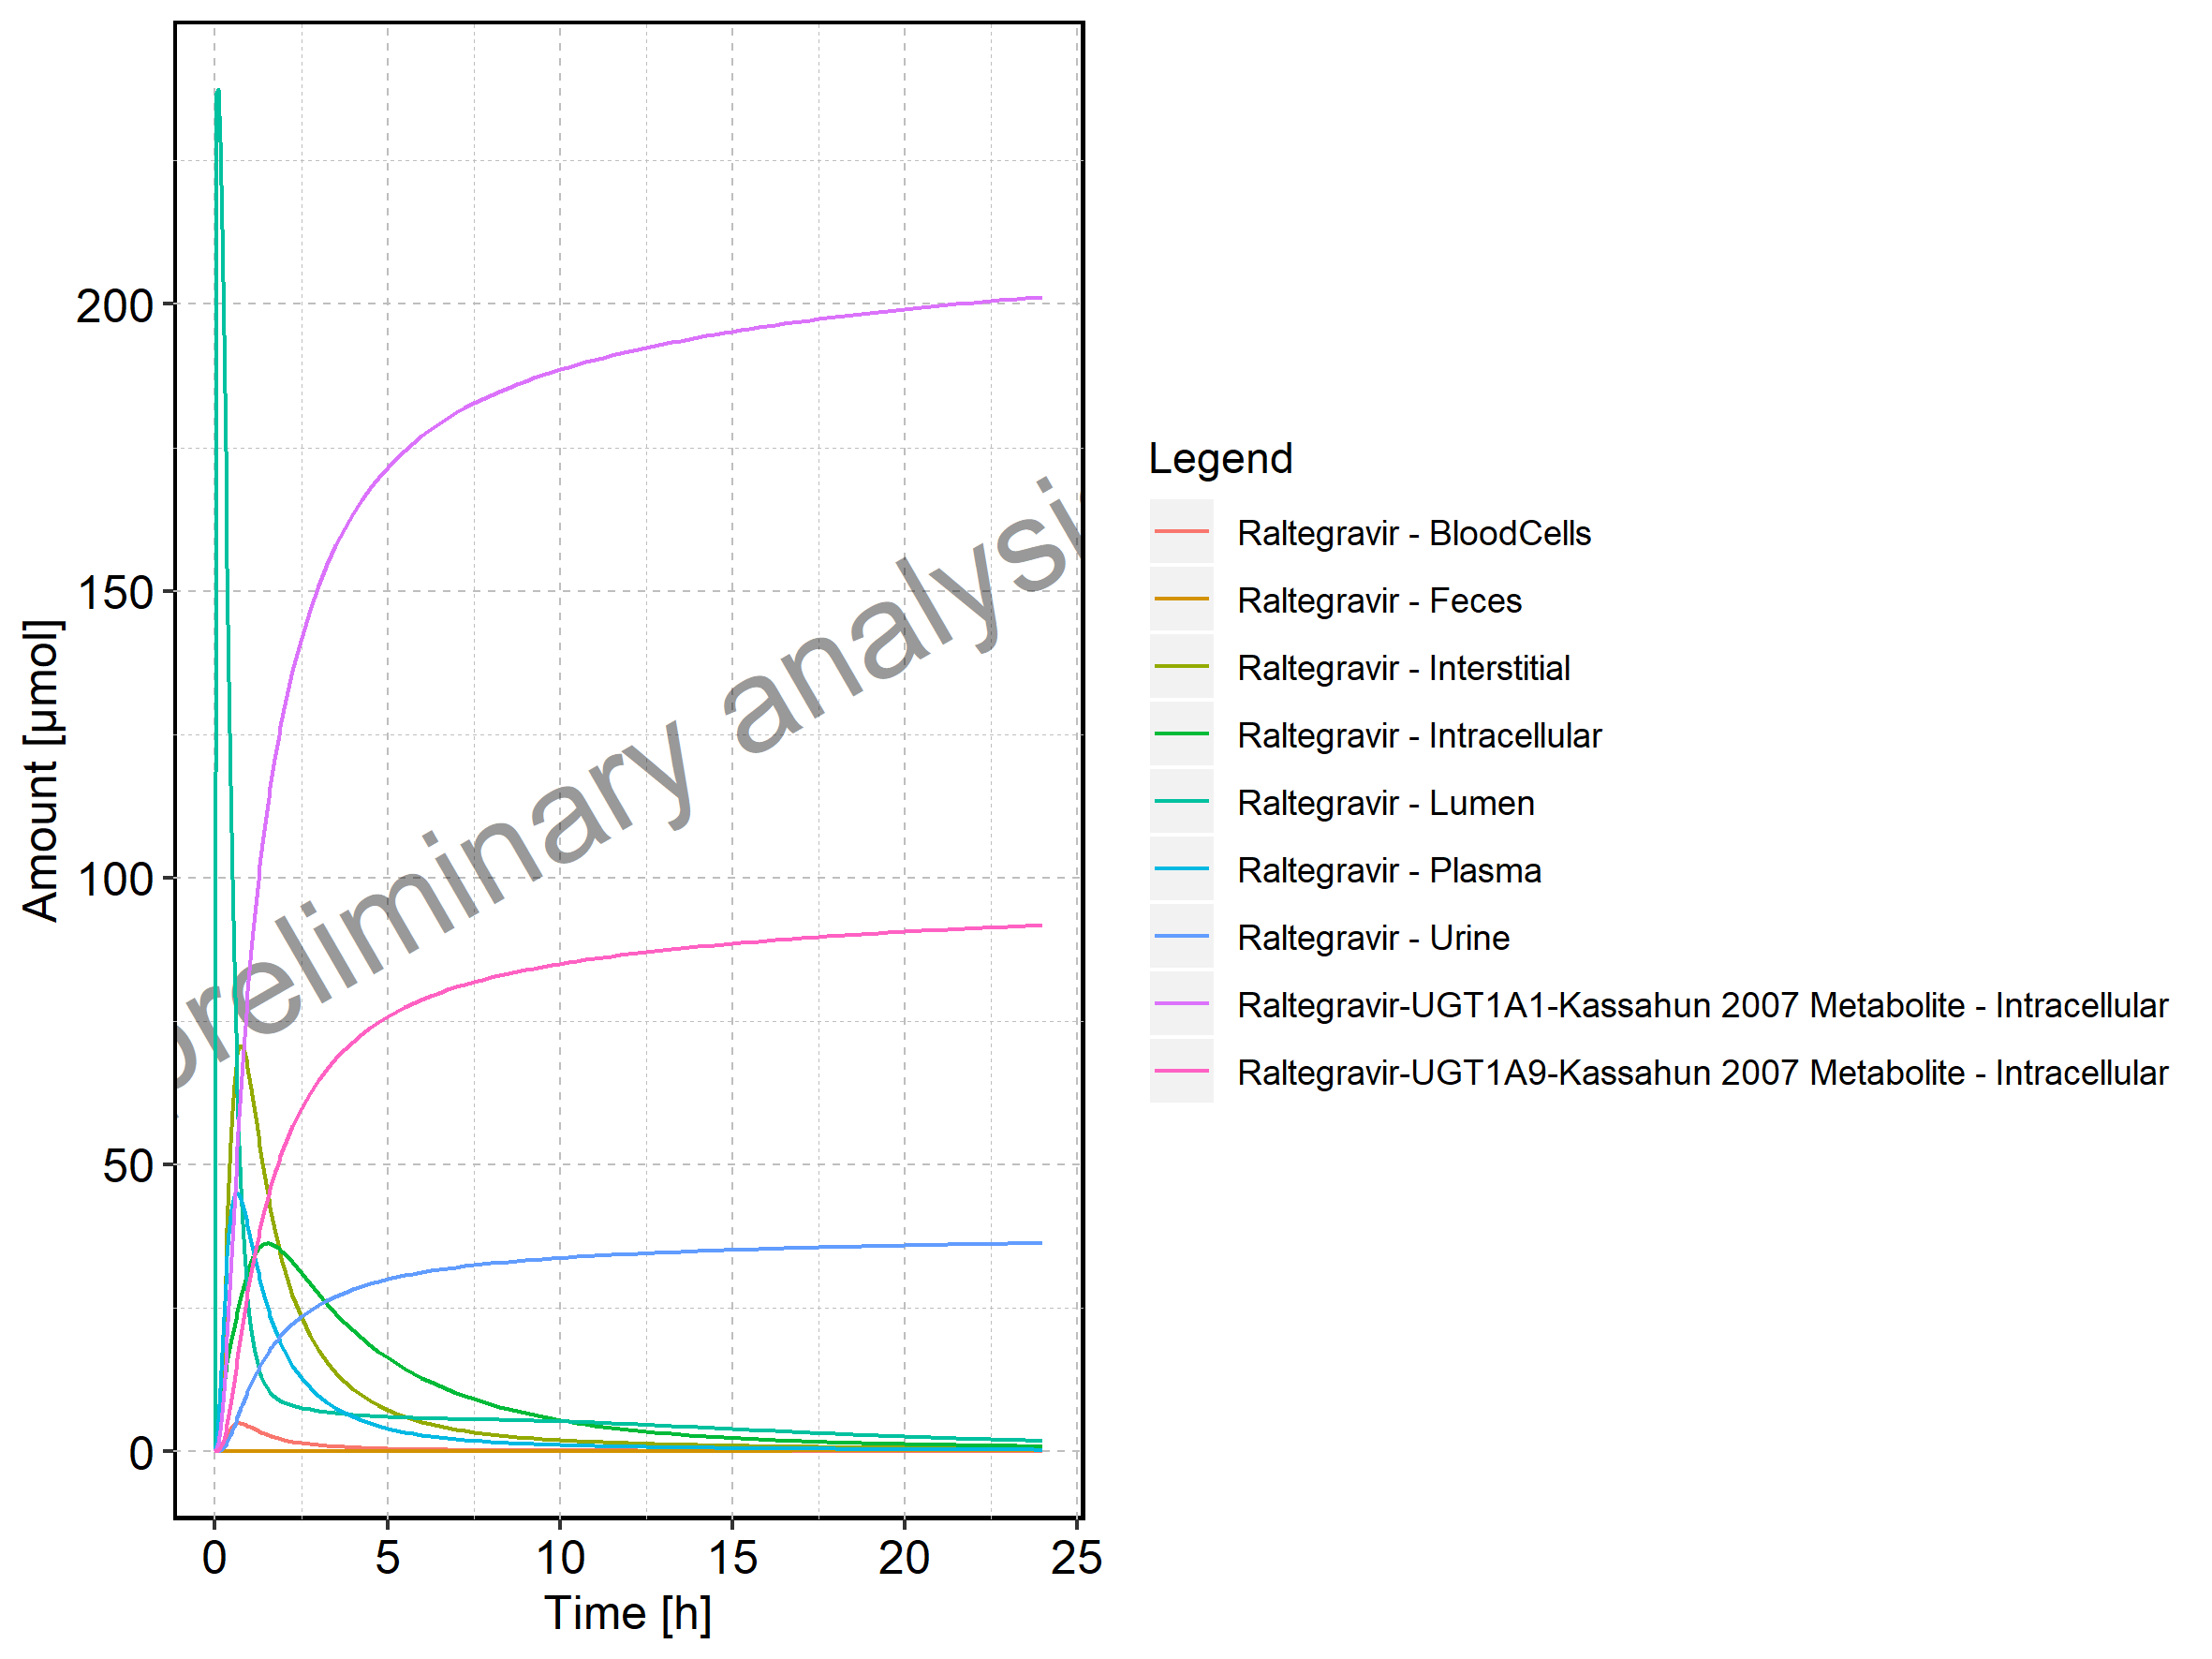 200
150
100
50
0
Amount [µmol]
0 5 10 15 20 25
Time [h]
preliminary analysis
Legend
Raltegravir - BloodCells
Raltegravir - Feces
Raltegravir - Interstitial
Raltegravir - Intracellular
Raltegravir - Lumen
Raltegravir - Plasma
Raltegravir - Urine
Raltegravir-UGT1A1-Kassahun 2007 Metabolite - Intracellular
Raltegravir-UGT1A9-Kassahun 2007 Metabolite - Intracellular